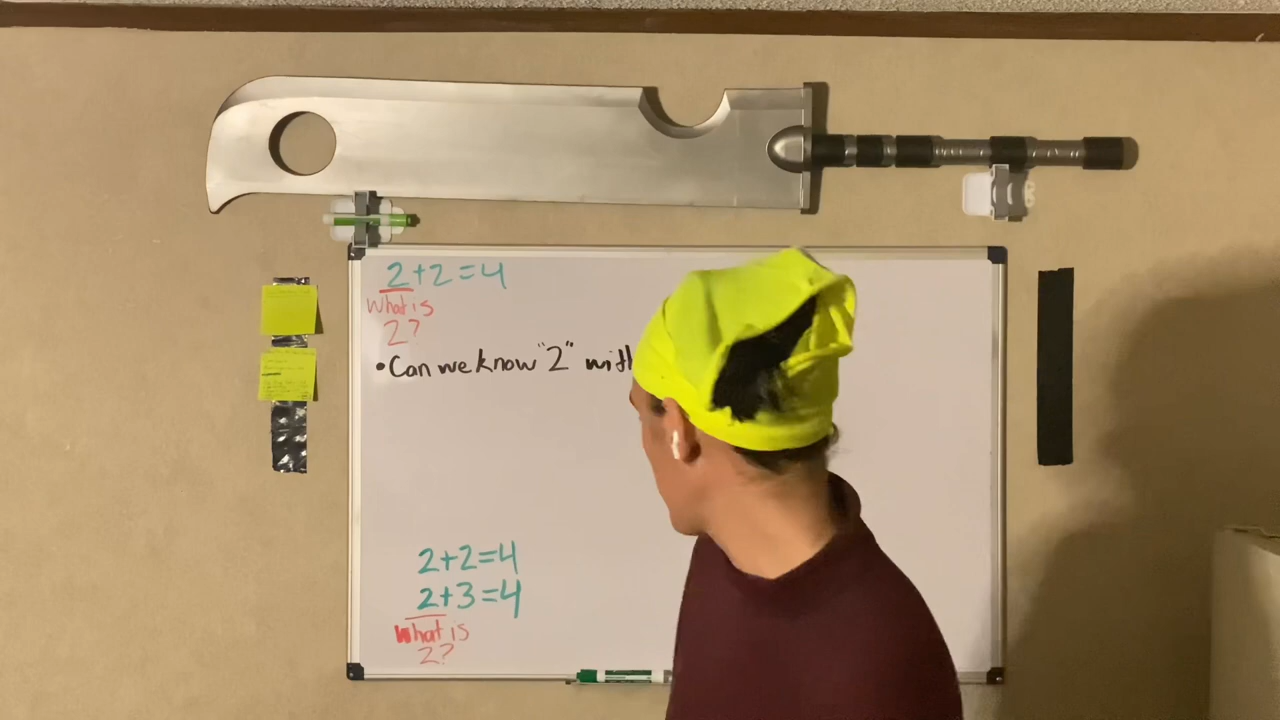 2+2=4
What is
2?
•Can we know "2" with
2+2=4
2+3=4
What is
2?